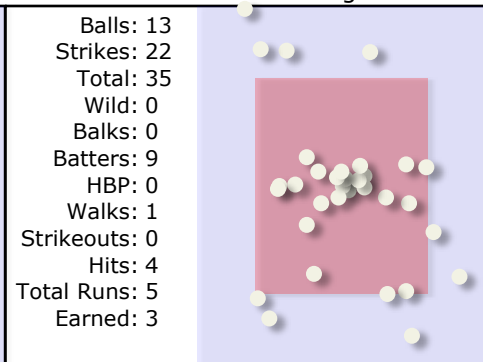 Balls: 13
Strikes: 22
Total: 35
Wild: 0
Balks: 0
Batters: 9
HBP: 0
Walks: 1
Strikeouts: 0
Hits: 4
Total Runs: 5
Earned: 3